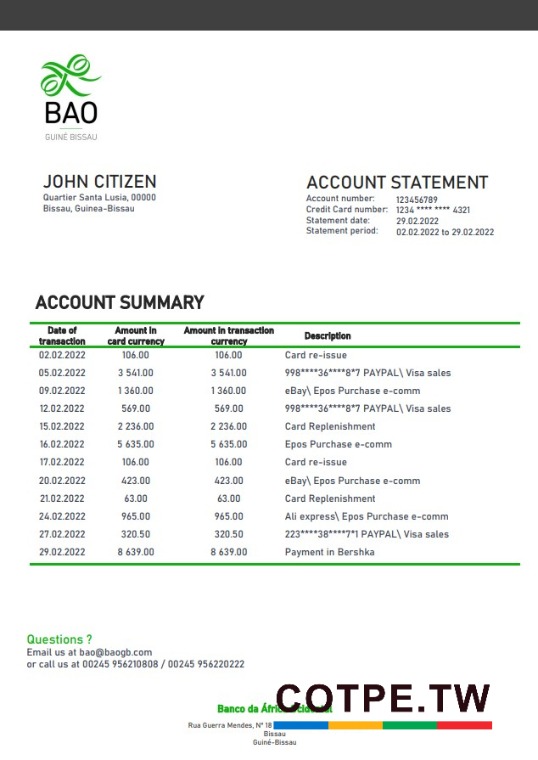 BAO
GUINÉ BISSAU
JOHN CITIZEN
Quartier Santa Lusia, 00000
Bissau, Guinea-Bissau
ACCOUNT STATEMENT
Account number: 123456789
Credit Card number: 1234 **** **** 4321
Statement date: 29.02.2022
Statement period: 02.02.2022 to 29.02.2022
ACCOUNT SUMMARY
Date of transaction Amount in card currency Amount in transaction currency Description
02.02.2022 106.00 106.00 Card re-issue
05.02.2022 3 541.00 3 541.00 998****36****8*7 PAYPAL\ Visa sales
09.02.2022 1 360.00 1 360.00 eBay\ Epos Purchase e-comm
12.02.2022 569.00 569.00 998****36****8*7 PAYPAL\ Visa sales
15.02.2022 2 236.00 2 236.00 Card Replenishment
16.02.2022 5 635.00 5 635.00 Epos Purchase e-comm
17.02.2022 106.00 106.00 Card re-issue
20.02.2022 423.00 423.00 eBay\ Epos Purchase e-comm
21.02.2022 63.00 63.00 Card Replenishment
24.02.2022 965.00 965.00 Ali express\ Epos Purchase e-comm
27.02.2022 320.50 320.50 223****38****7*1 PAYPAL\ Visa sales
29.02.2022 8 639.00 8 639.00 Payment in Bershka
Questions ?
Email us at bao@baogb.com
or call us at 00245 956210808 / 00245 956220222
COTPE.TW
Banco da
Rua Guerra Mendes, N° 18
Bissau
Guiné-Bissau